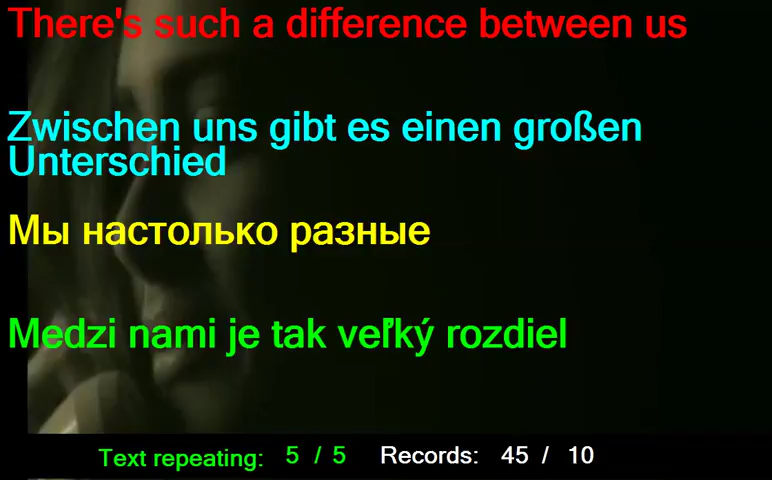 There's such a difference between us
Zwischen uns gibt es einen großen
Unterschied
Мы настолько разные
Medzi nami je tak veľký rozdiel
Text repeating: 5 / 5 Records: 45 / 10